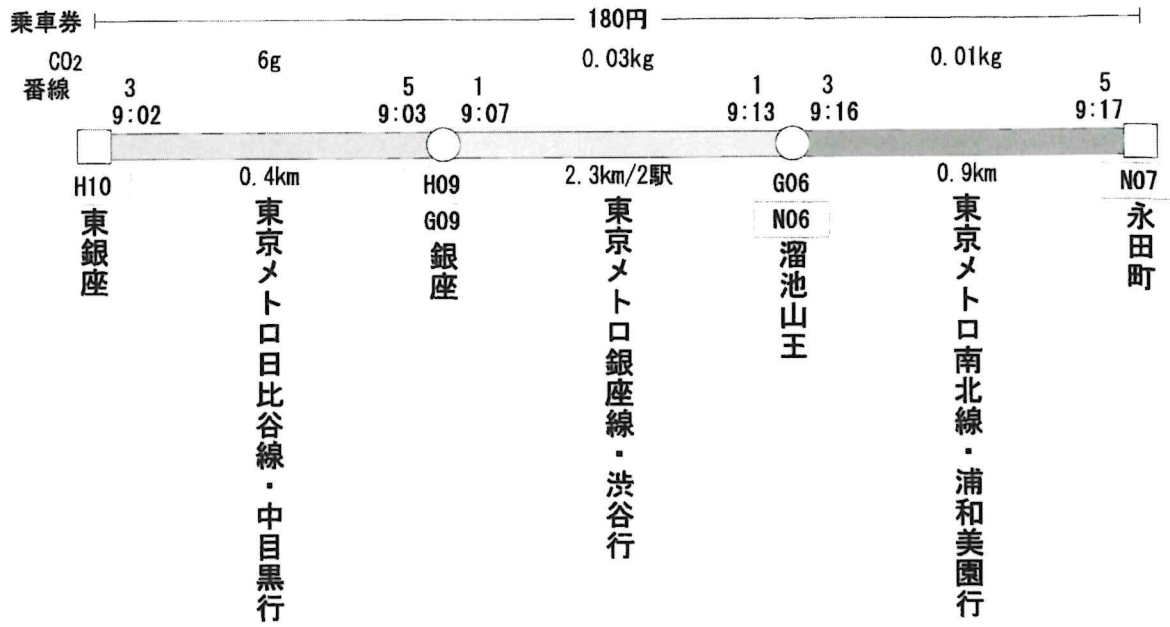 乗車券 180円
CO2 6g 0.03kg 0.01kg
番線 3 5 1 1 3 5
9:02 9:03 9:07 9:13 9:16 9:17
0.4km 2.3km/2駅 0.9km
H10 H09 G06 N07
G09 N06
東銀座
東京メトロ日比谷線・中目黒行
銀座
東京メトロ銀座線・渋谷行
溜池山王
東京メトロ南北線・浦和美園行
永田町